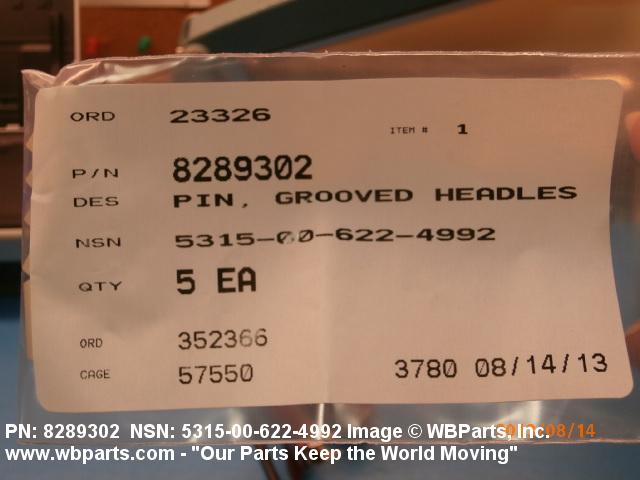 ORD 23326
ITEM # 1
P/N 8289302
DES PIN, GROOVED HEADLES
NSN 5315-00-622-4992
QTY 5 EA
ORD 352366
CAGE 57550 3780 08/14/13
PN: 8289302 NSN: 5315-00-622-4992 Image © WBParts, Inc.
www.wbparts.com - "Our Parts Keep the World Moving"